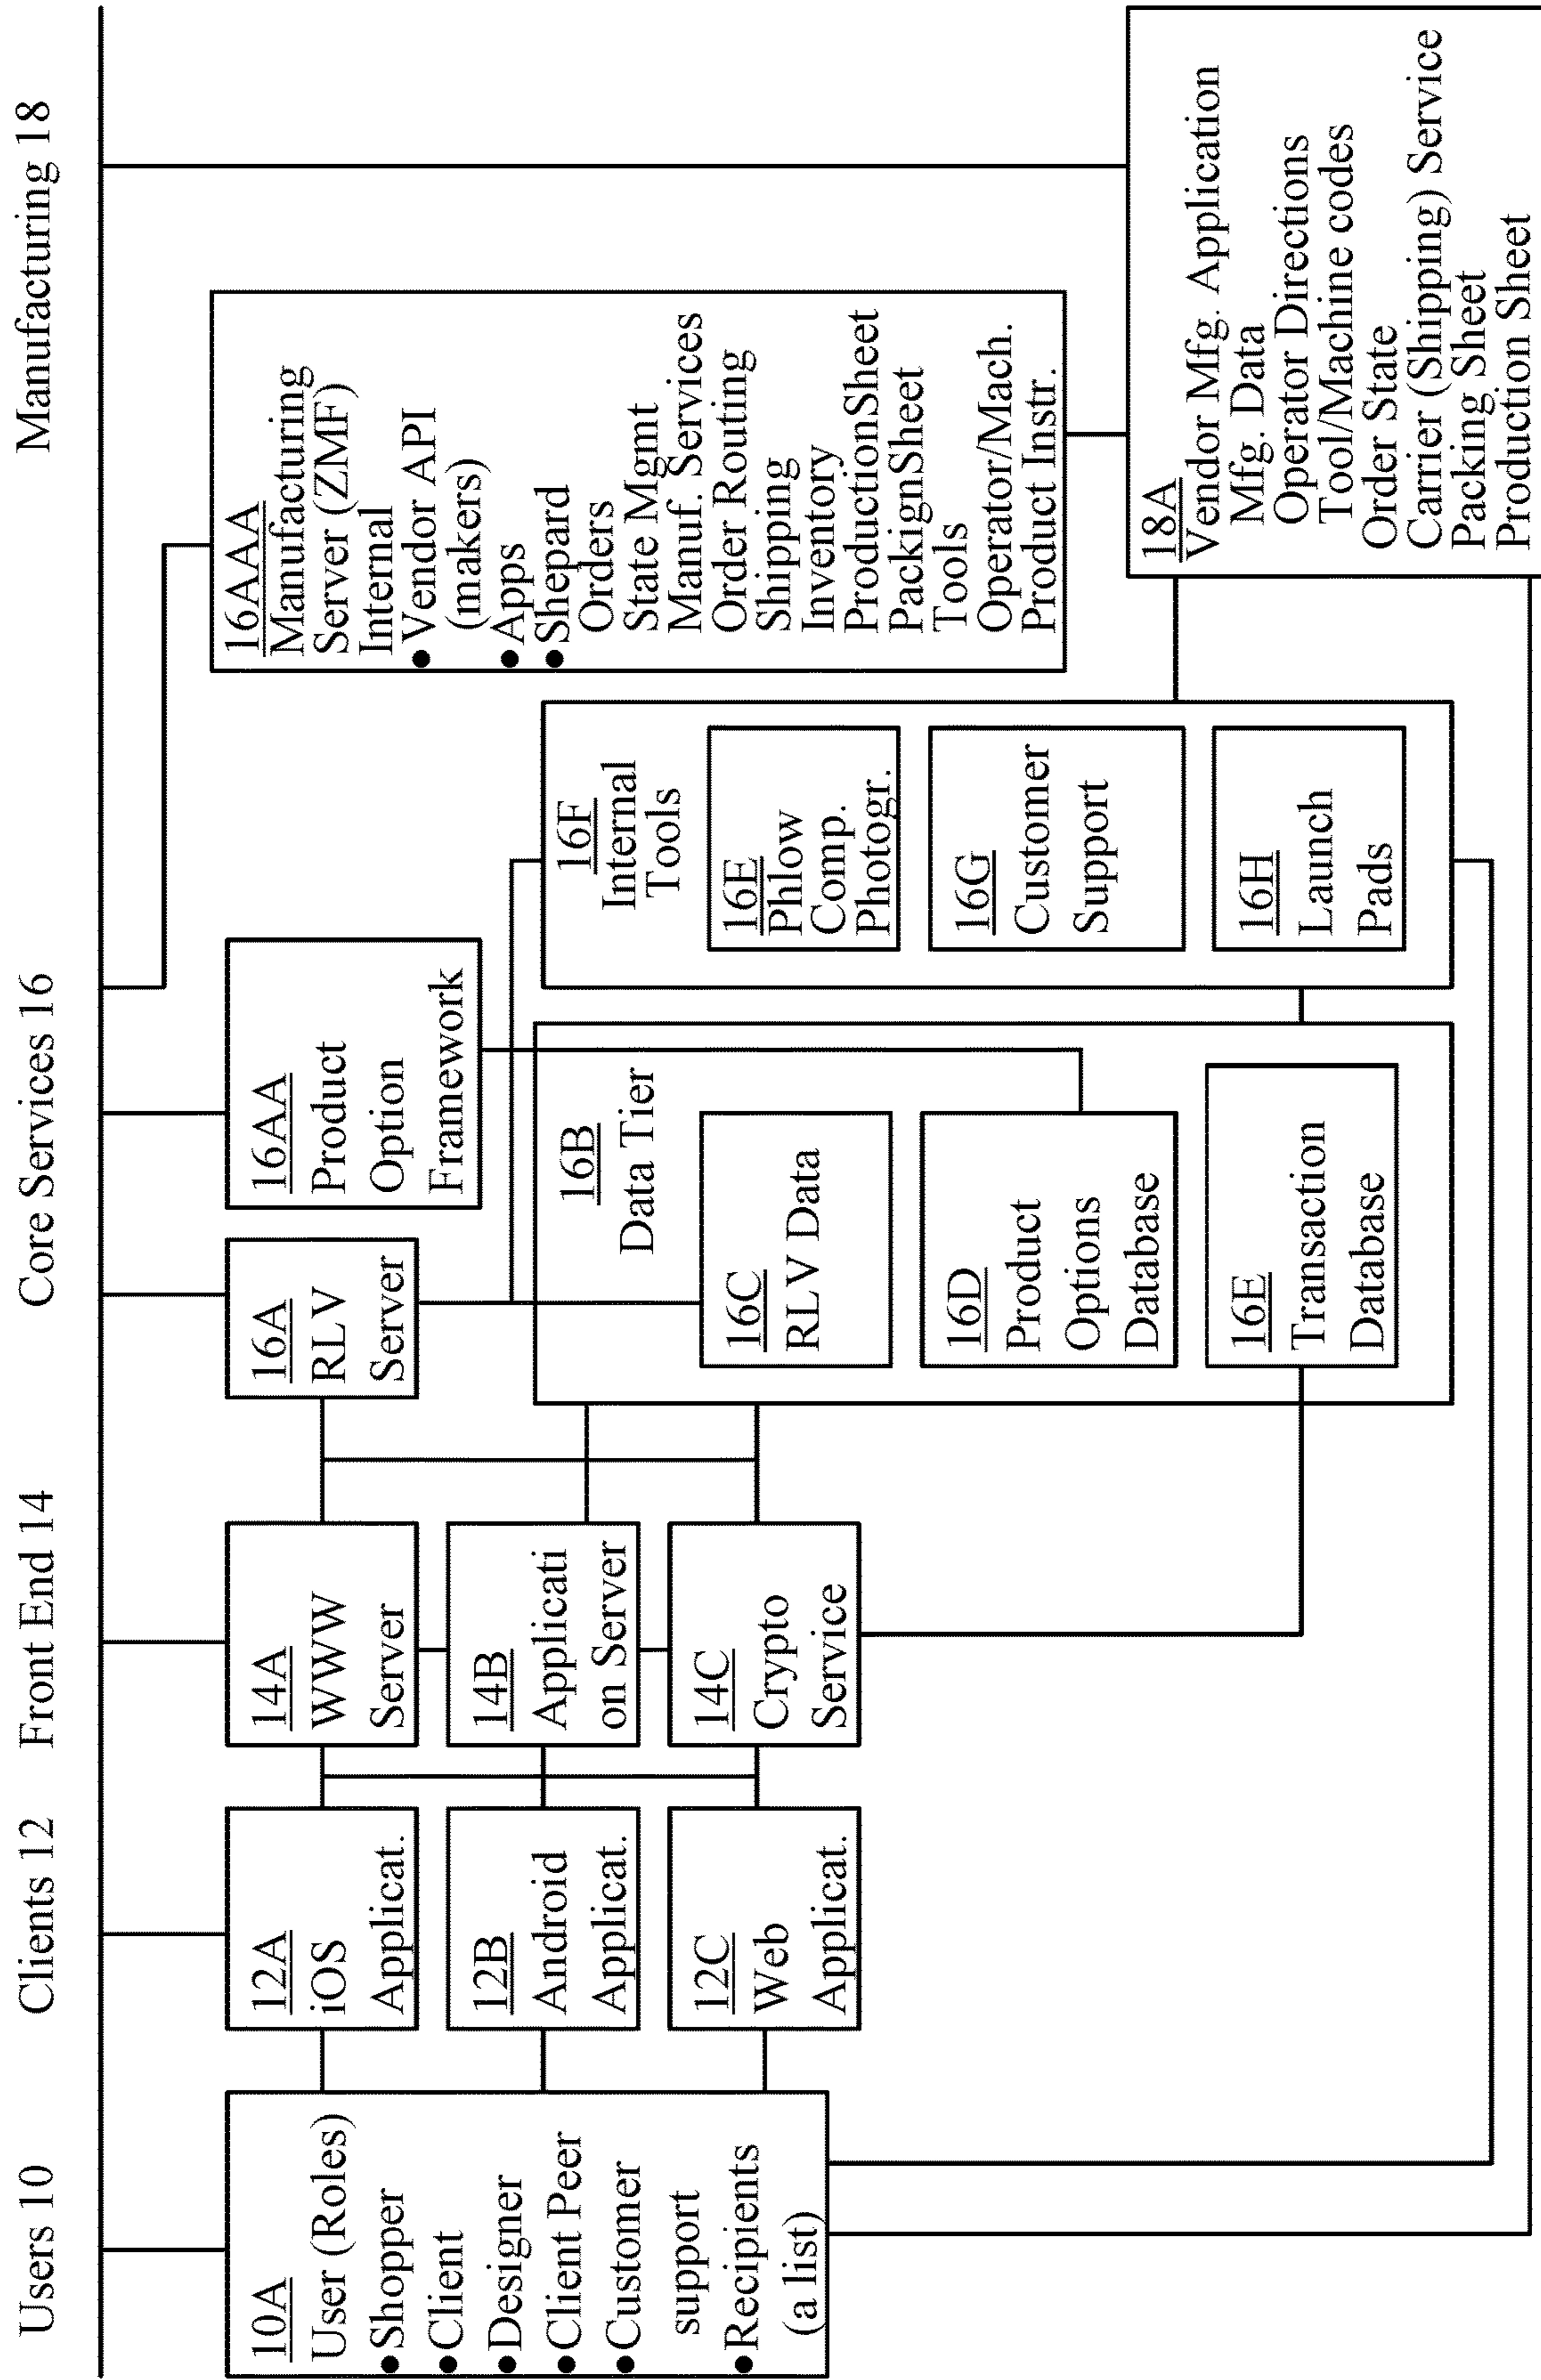 Users 10
Clients 12
Front End 14
Core Services 16
Manufacturing 18
10A
User (Roles)
●Shopper
●Client
●Designer
●Client Peer
●Customer
support
●Recipients
(a list)
12A
iOS
Applicat.
12B
Android
Applicat.
12C
Web
Applicat.
14A
WWW
Server
14B
Applicati
on Server
14C
Crypto
Service
16A
RLV
Server
16AA
Product
Option
Framework
16B
Data Tier
16C
RLV Data
16D
Product
Options
Database
16E
Transaction
Database
16F
Internal
Tools
16E
Phlow
Comp.
Photogr.
16G
Customer
Support
16H
Launch
Pads
16AAA
Manufacturing
Server (ZMF)
Internal
● Vendor API
(makers)
● Apps
● Shepard
Orders
State Mgmt
Manuf. Services
Order Routing
Shipping
Inventory
ProductionSheet
PackignSheet
Tools
Operator/Mach.
Product Instr.
18A
Vendor Mfg. Application
Mfg. Data
Operator Directions
Tool/Machine codes
Order State
Carrier (Shipping) Service
Packing Sheet
Production Sheet